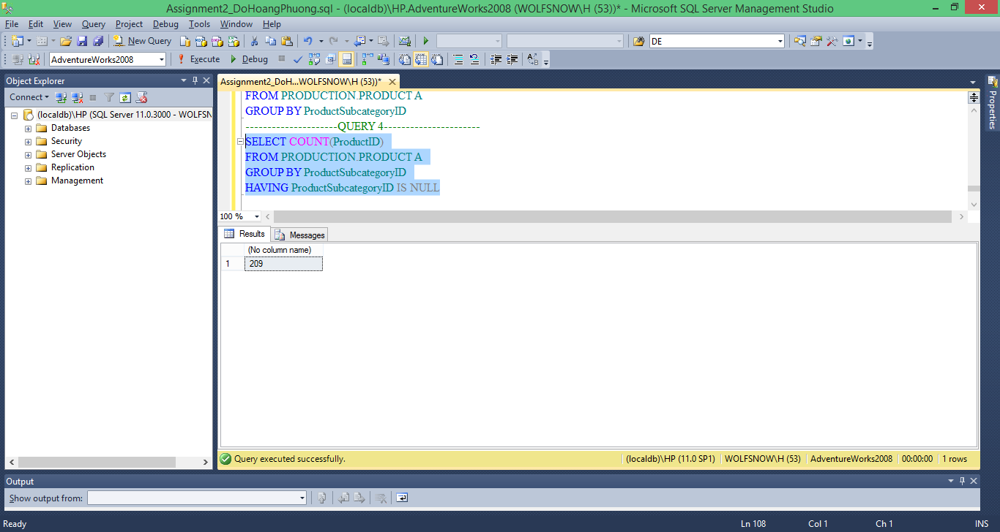 Assignment2_DoHoangPhuong.sql - (localdb)\HP.AdventureWorks2008 (WOLFSNOW\H (53))* - Microsoft SQL Server Management Studio
File Edit View Query Project Debug Tools Window Help
New Query DE
AdventureWorks2008 Execute Debug
Object Explorer
Connect
(localdb)\HP (SQL Server 11.0.3000 - WOLFSN
Databases
Security
Server Objects
Replication
Management
Assignment2_DoH...WOLFSNOW\H (53))*
FROM PRODUCTION.PRODUCT A
GROUP BY ProductSubcategoryID
---------------------QUERY 4----------------------
SELECT COUNT(ProductID)
FROM PRODUCTION.PRODUCT A
GROUP BY ProductSubcategoryID
HAVING ProductSubcategoryID IS NULL
100 %
Results Messages
(No column name)
1 209
Query executed successfully. (localdb)\HP (11.0 SP1) WOLFSNOW\H (53) AdventureWorks2008 00:00:00 1 rows
Properties
Output
Show output from:
Ready Ln 108 Col 1 Ch 1 INS